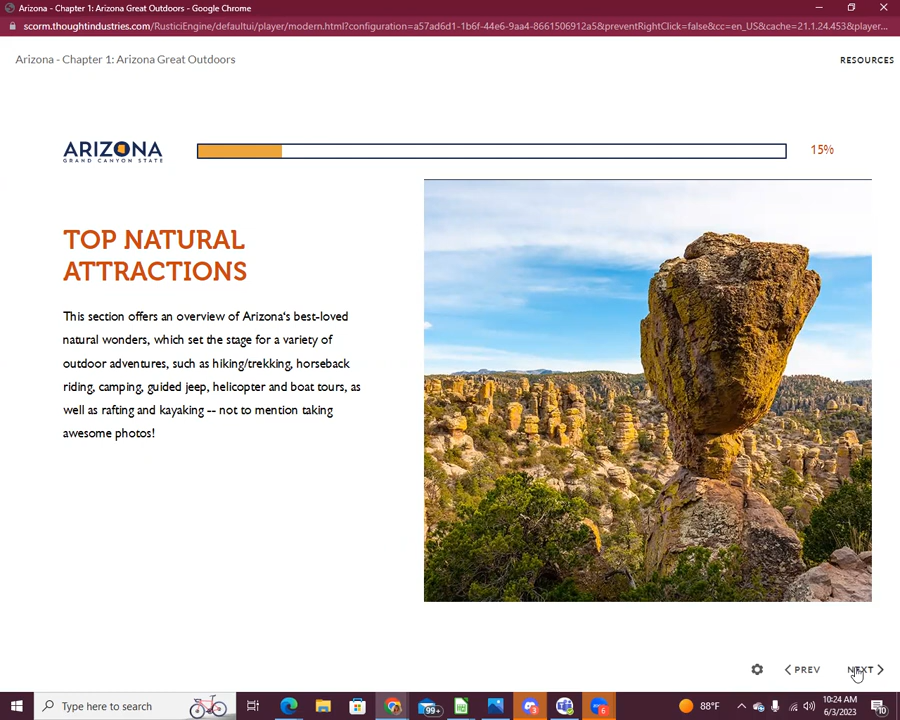 Arizona - Chapter 1: Arizona Great Outdoors - Google Chrome
scorm.thoughtindustries.com/RusticiEngine/defaultui/player/modern.html?configuration=a57ad6d1-1b6f-44e6-9aa4-8661506912a5&preventRightClick=false&cc=en_US&cache=21.1.24.453&player...
Arizona - Chapter 1: Arizona Great Outdoors
RESOURCES
ARIZONA
GRAND CANYON STATE
15%
TOP NATURAL
ATTRACTIONS
This section offers an overview of Arizona's best-loved
natural wonders, which set the stage for a variety of
outdoor adventures, such as hiking/trekking, horseback
riding, camping, guided jeep, helicopter and boat tours, as
well as rafting and kayaking -- not to mention taking
awesome photos!
PREV
NEXT
Type here to search
99+
6
88°F
10:24 AM
6/3/2023
10